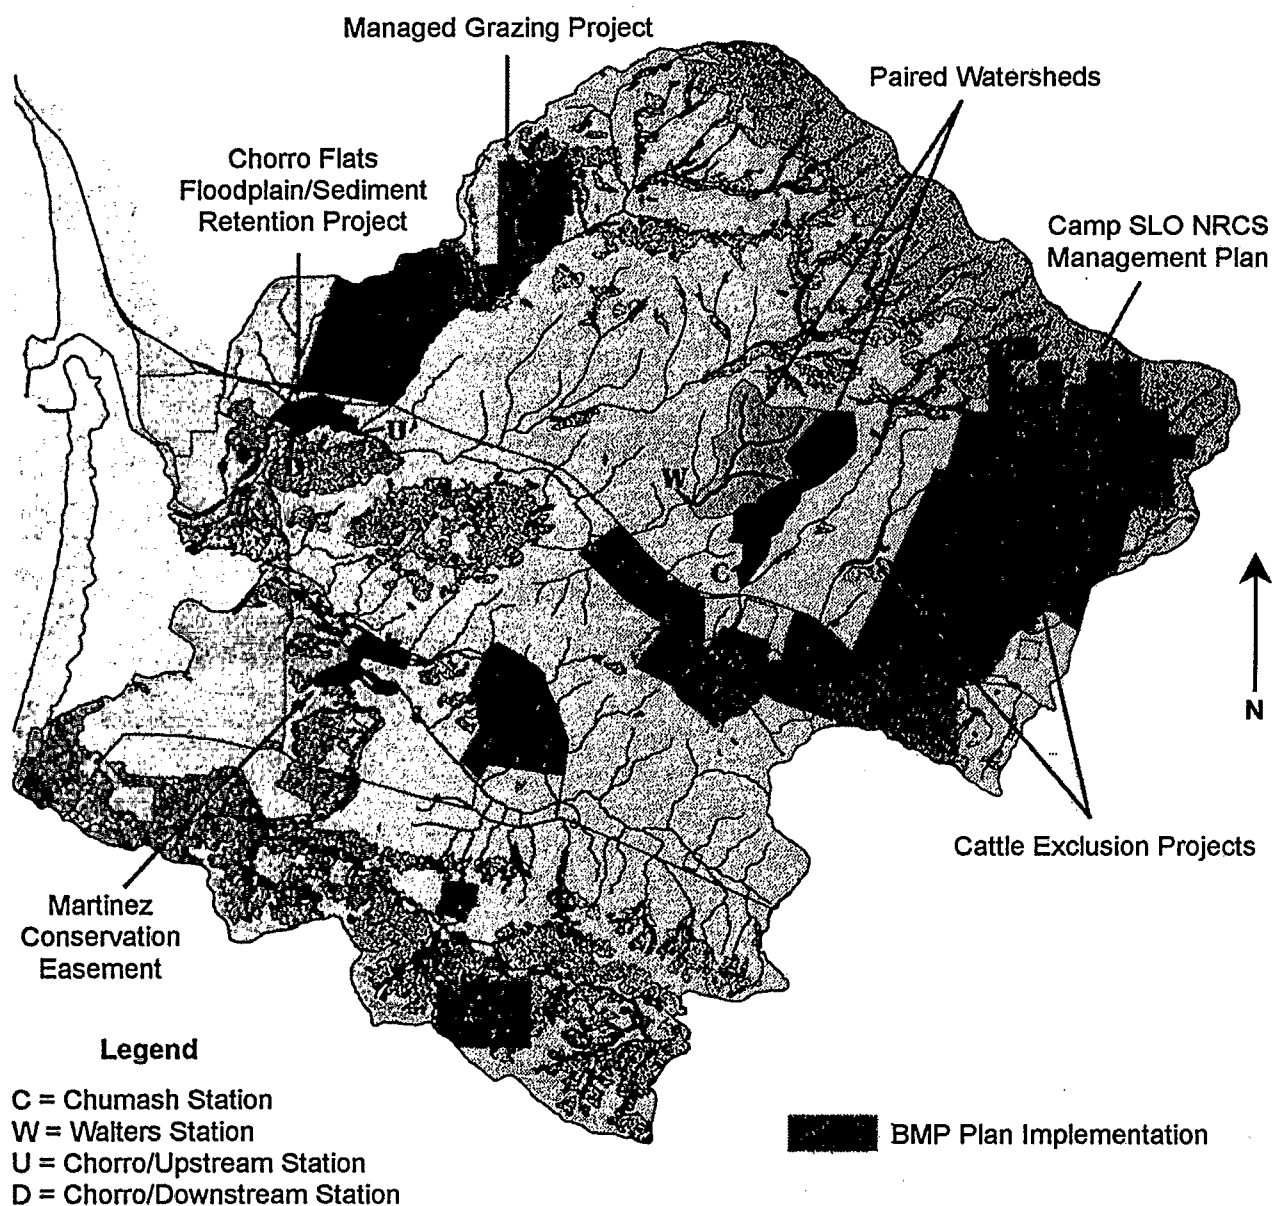 Managed Grazing Project
Paired Watersheds
Chorro Flats
Floodplain/Sediment
Retention Project
Camp SLO NRCS
Management Plan
U
D
W
C
N
Cattle Exclusion Projects
Martinez
Conservation
Easement
Legend
C = Chumash Station
W = Walters Station
U = Chorro/Upstream Station
D = Chorro/Downstream Station
BMP Plan Implementation